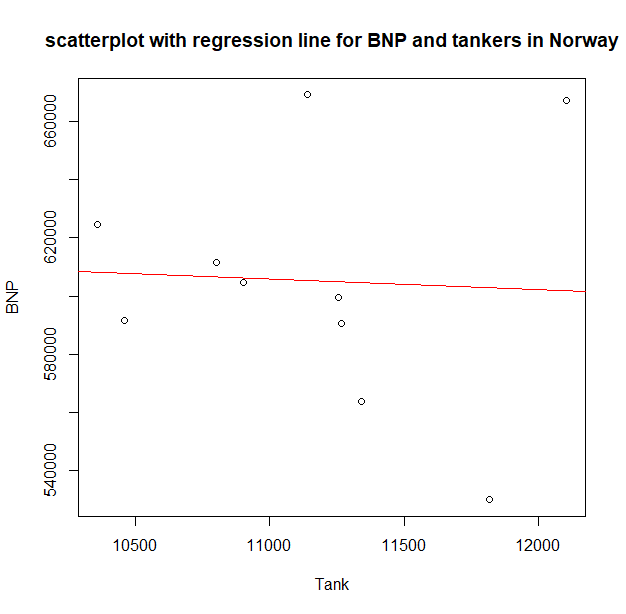 scatterplot with regression line for BNP and tankers in Norway
660000
620000
580000
540000
BNP
10500 11000 11500 12000
Tank